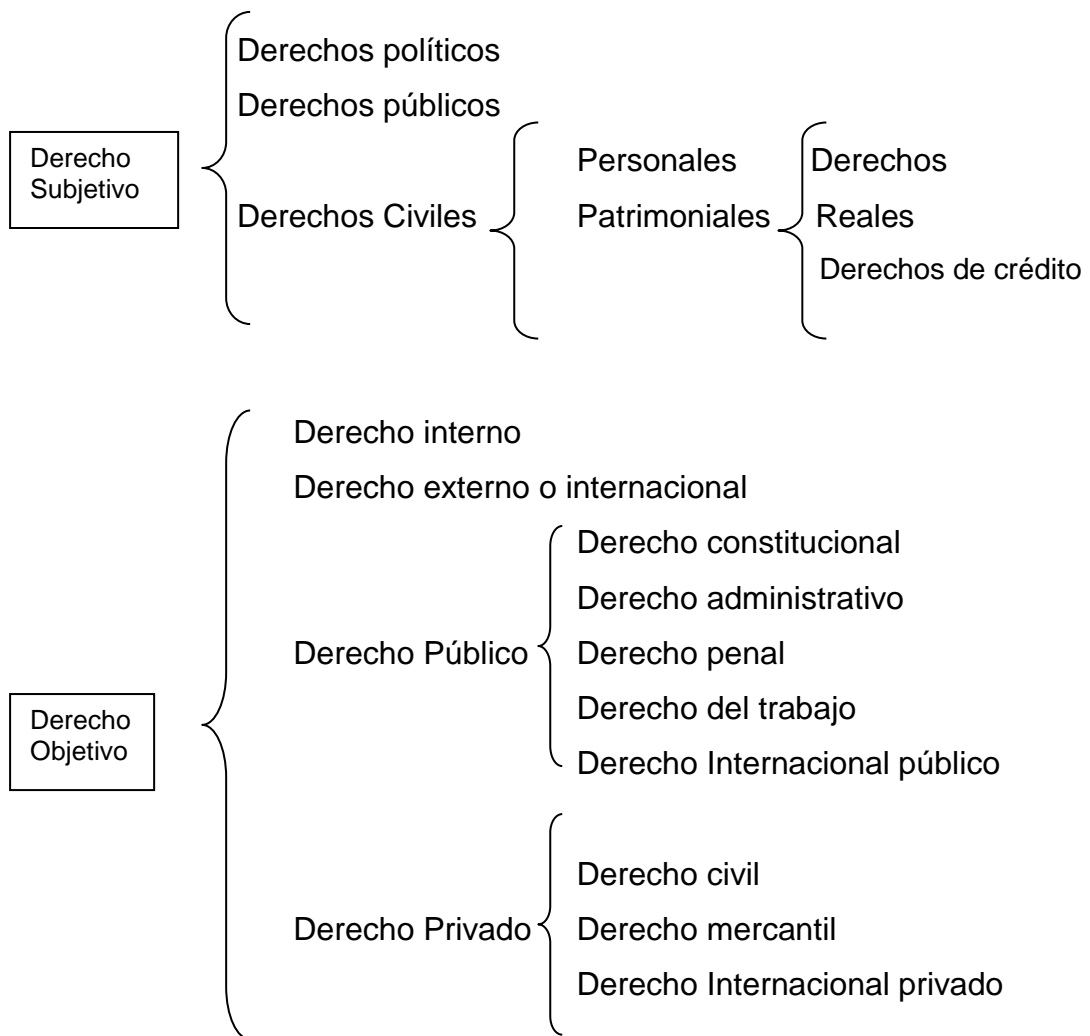 Derechos políticos
Derechos públicos
Derecho
Subjetivo
Derechos Civiles
Personales
Patrimoniales
Derechos
Reales
Derechos de crédito
Derecho interno
Derecho externo o internacional
Derecho Público
Derecho constitucional
Derecho administrativo
Derecho penal
Derecho del trabajo
Derecho Internacional público
Derecho
Objetivo
Derecho Privado
Derecho civil
Derecho mercantil
Derecho Internacional privado